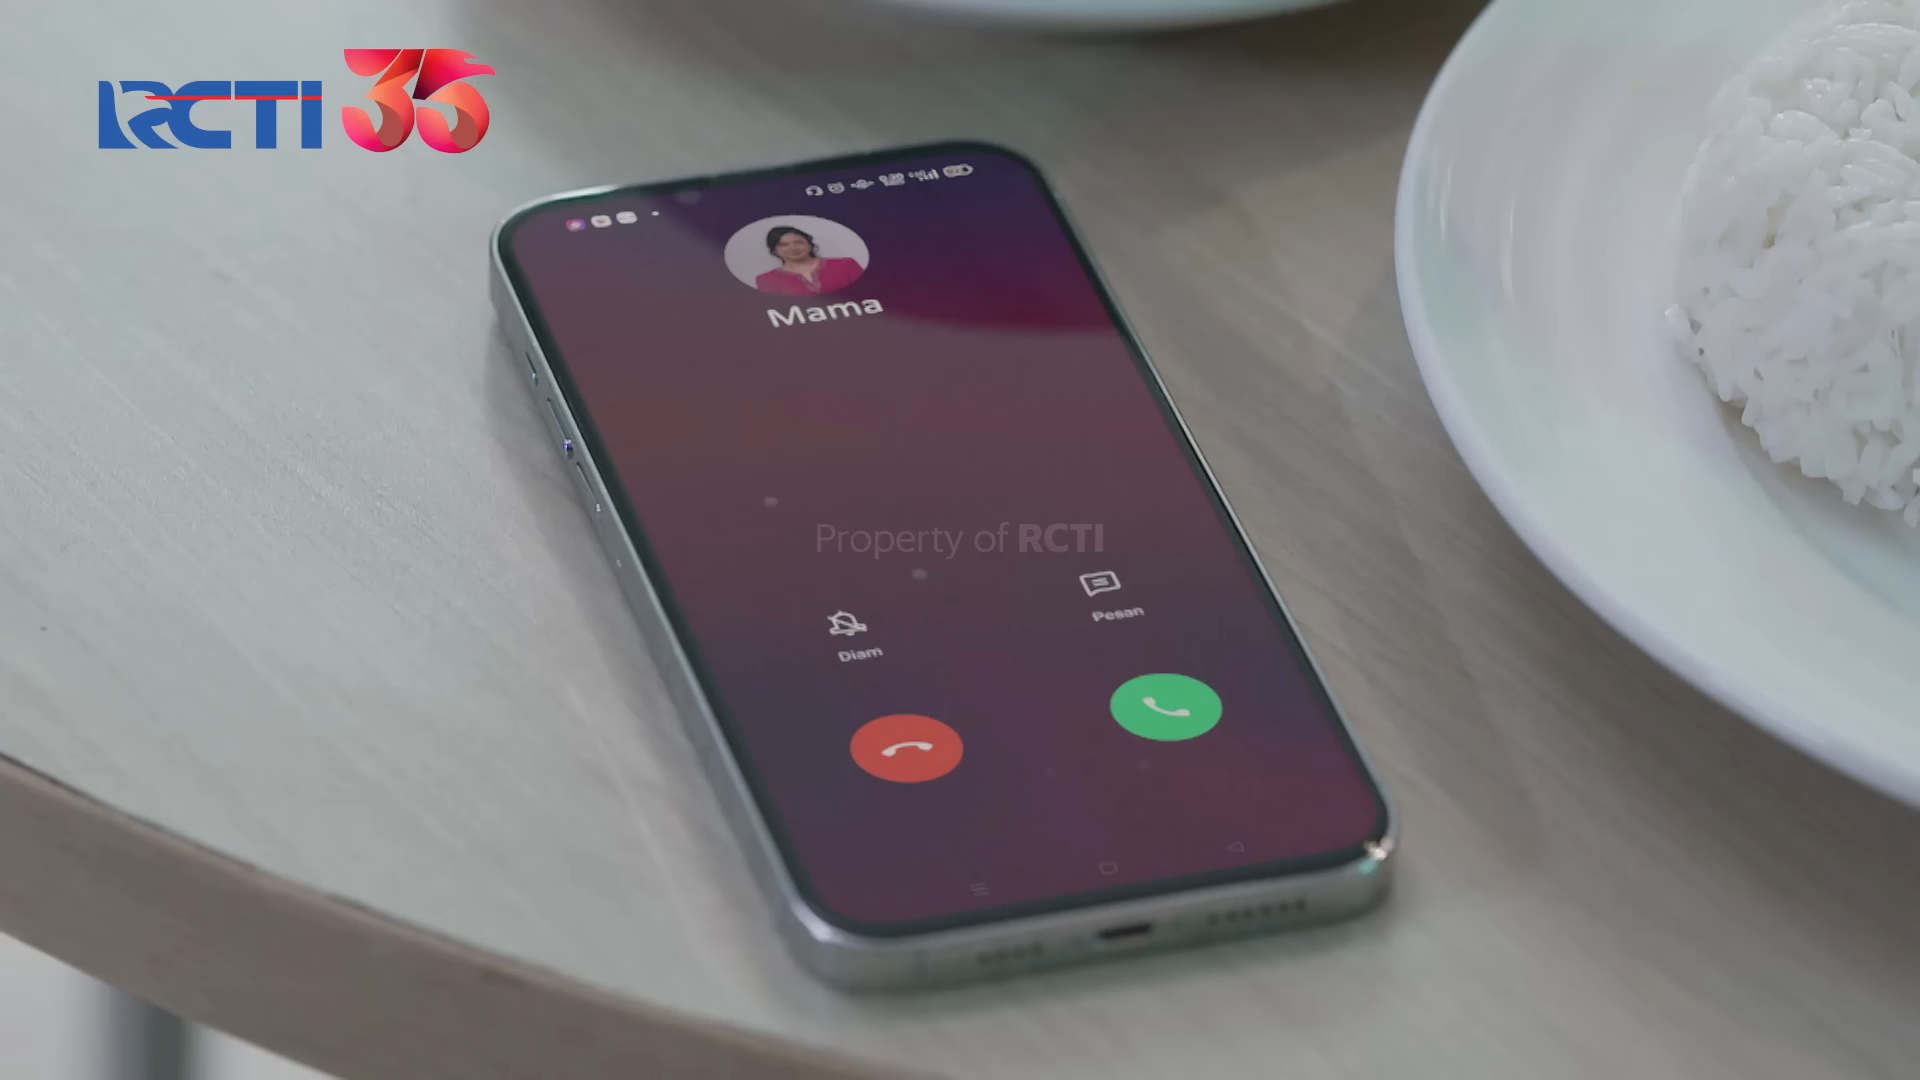 RCTI 35
Mama
Property of RCTI
Pesan
Diam